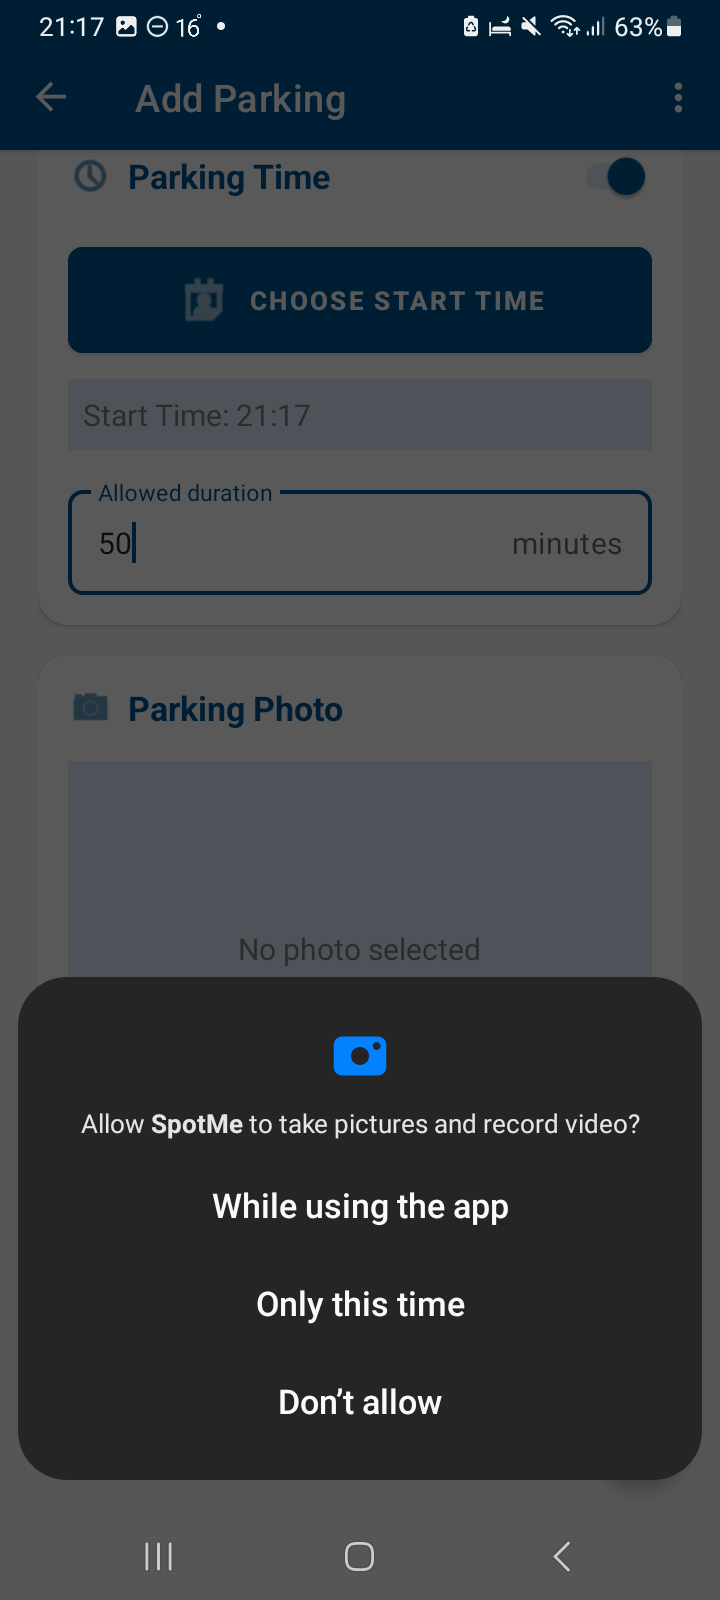 21:17 16° 63%
Add Parking
Parking Time
CHOOSE START TIME
Start Time: 21:17
Allowed duration
50 minutes
Parking Photo
No photo selected
Allow SpotMe to take pictures and record video?
While using the app
Only this time
Don’t allow